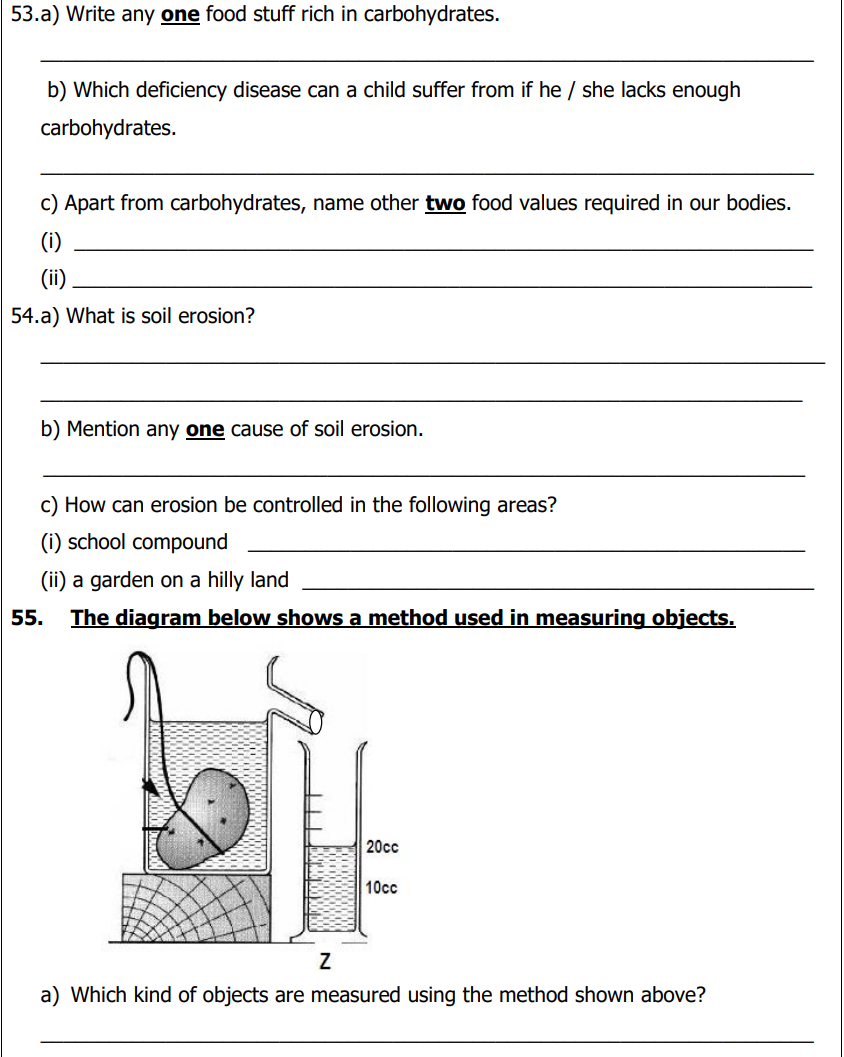 53.a) Write any one food stuff rich in carbohydrates.
b) Which deficiency disease can a child suffer from if he / she lacks enough
carbohydrates.
c) Apart from carbohydrates, name other two food values required in our bodies.
(i)
(ii)
54.a) What is soil erosion?
b) Mention any one cause of soil erosion.
c) How can erosion be controlled in the following areas?
(i) school compound
(ii) a garden on a hilly land
55. The diagram below shows a method used in measuring objects.
20cc
10cc
Z
a) Which kind of objects are measured using the method shown above?